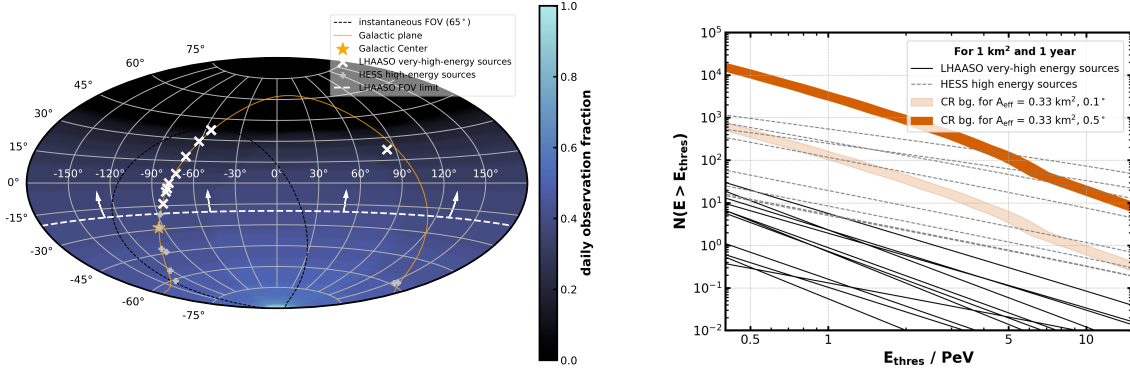 instantaneous FOV (65°)
Galactic plane
Galactic Center
LHAASO very-high-energy sources
HESS high-energy sources
LHAASO FOV limit
75°
60°
45°
30°
15°
0°
-15°
-30°
-45°
-60°
-75°
-150° -120° -90° -60° -30° 0° 30° 60° 90° 120° 150°
1.0
0.8
0.6
0.4
0.2
0.0
daily observation fraction
For 1 km² and 1 year
LHAASO very-high energy sources
HESS high energy sources
CR bg. for A_eff = 0.33 km², 0.1°
CR bg. for A_eff = 0.33 km², 0.5°
10⁵
10⁴
10³
10²
10¹
10⁰
10⁻¹
10⁻²
N(E > E_thres)
0.5 1 5 10
E_thres / PeV